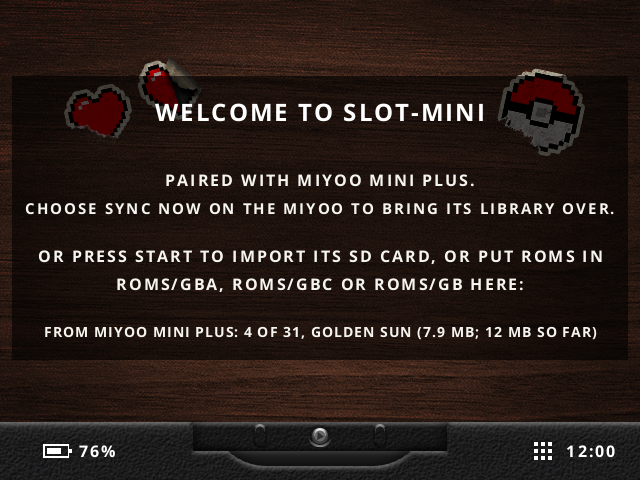 WELCOME TO SLOT-MINI
PAIRED WITH MIYOO MINI PLUS.
CHOOSE SYNC NOW ON THE MIYOO TO BRING ITS LIBRARY OVER.
OR PRESS START TO IMPORT ITS SD CARD, OR PUT ROMS IN
ROMS/GBA, ROMS/GBC OR ROMS/GB HERE:
FROM MIYOO MINI PLUS: 4 OF 31, GOLDEN SUN (7.9 MB; 12 MB SO FAR)
76%
12:00